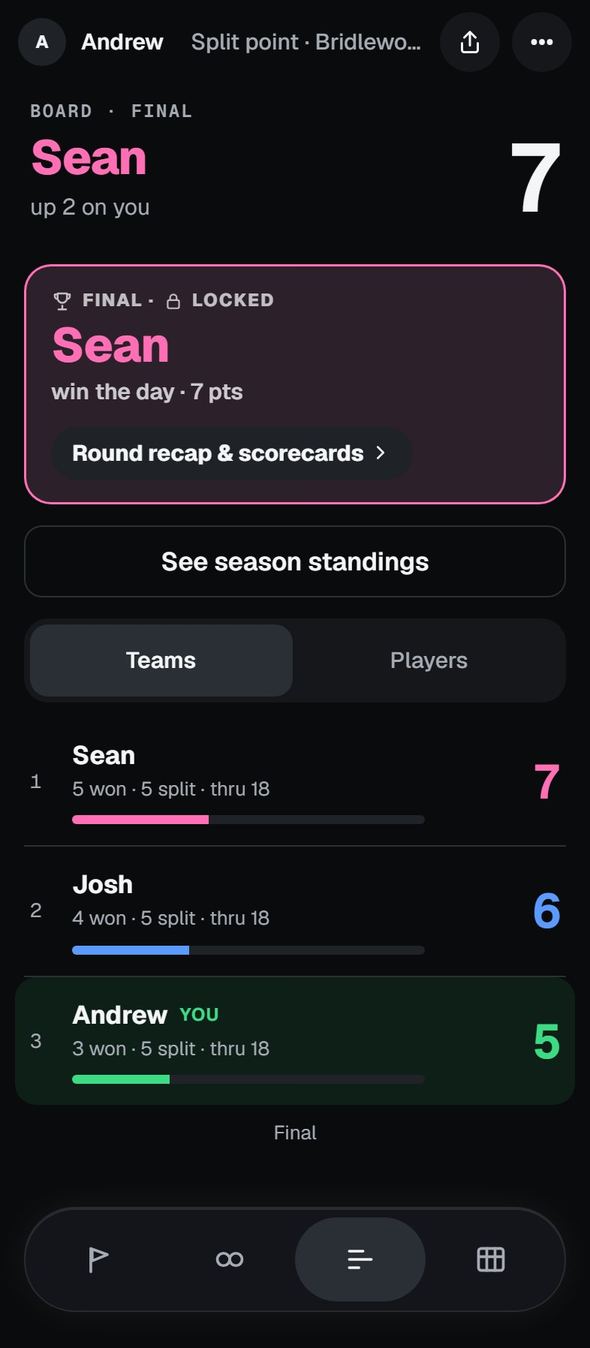 A Andrew Split point · Bridlewo...
BOARD · FINAL
Sean
7
up 2 on you
FINAL · LOCKED
Sean
win the day · 7 pts
Round recap & scorecards
See season standings
Teams Players
1 Sean 7
5 won · 5 split · thru 18
2 Josh 6
4 won · 5 split · thru 18
3 Andrew YOU 5
3 won · 5 split · thru 18
Final